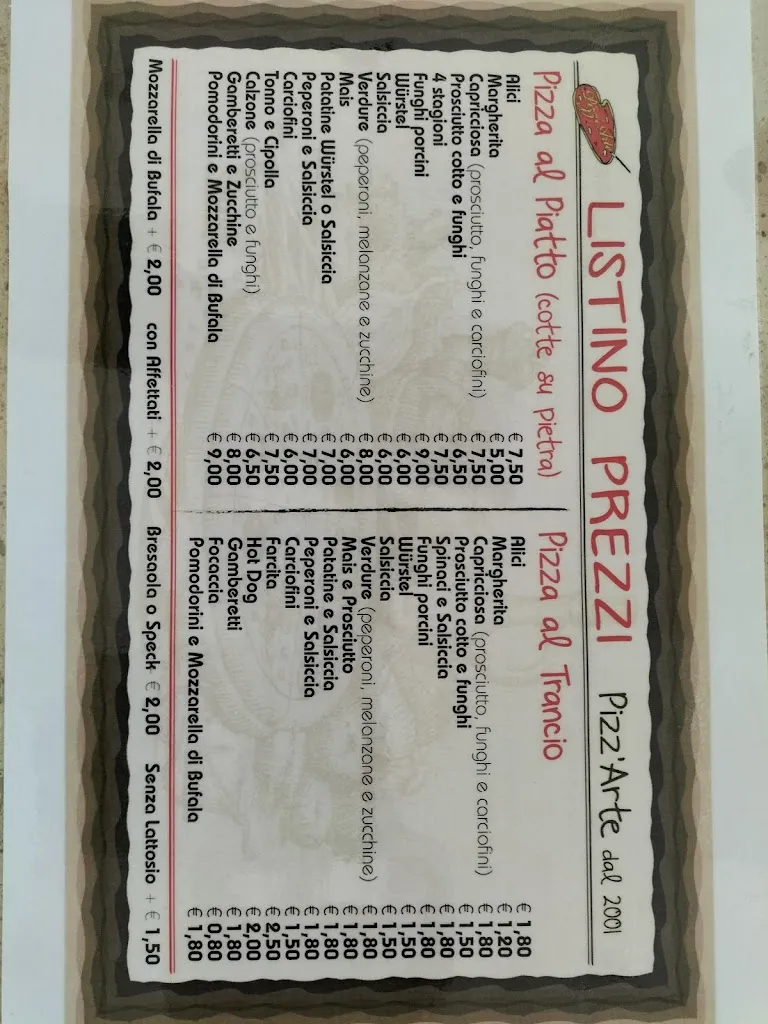 LISTINO PREZZI Pizz'Arte dal 2001
Pizza al Piatto (cotte su pietra)
Alici € 7,50
Margherita € 5,00
Capricciosa (prosciutto, funghi e carciofini) € 7,50
Prosciutto cotto e funghi € 6,50
4 stagioni € 7,50
Funghi porcini € 9,00
Würstel € 6,00
Salsiccia € 6,00
Verdure (peperoni, melanzane e zucchine) € 8,00
Mais € 6,00
Patatine Würstel o Salsiccia € 7,00
Peperoni e Salsiccia € 7,00
Carciofini € 6,00
Tonno e Cipolla € 7,50
Calzone (prosciutto e funghi) € 6,50
Gamberetti e Zucchine € 8,00
Pomodorini e Mozzarella di Bufala € 9,00
Pizza al Trancio
Alici € 1,80
Margherita € 1,20
Capricciosa (prosciutto, funghi e carciofini) € 1,80
Prosciutto cotto e funghi € 1,50
Spinaci e Salsiccia € 1,80
Funghi porcini € 1,80
Würstel € 1,50
Salsiccia € 1,50
Verdure (peperoni, melanzane e zucchine) € 1,80
Mais e Prosciutto € 1,80
Patatine e Salsiccia € 1,80
Peperoni e Salsiccia € 1,80
Carciofini € 1,50
Farcita € 2,50
Hot Dog € 2,00
Gamberetti € 1,80
Focaccia € 0,80
Pomodorini e Mozzarella di Bufala € 1,80
Mozzarella di Bufala + € 2,00 con Affettati + € 2,00 Bresaola o Speck € 2,00 Senza Lattosio + € 1,50